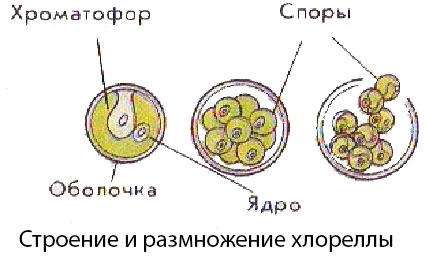 Хроматофор
Споры
Оболочка
Ядро
Строение и размножение хлореллы